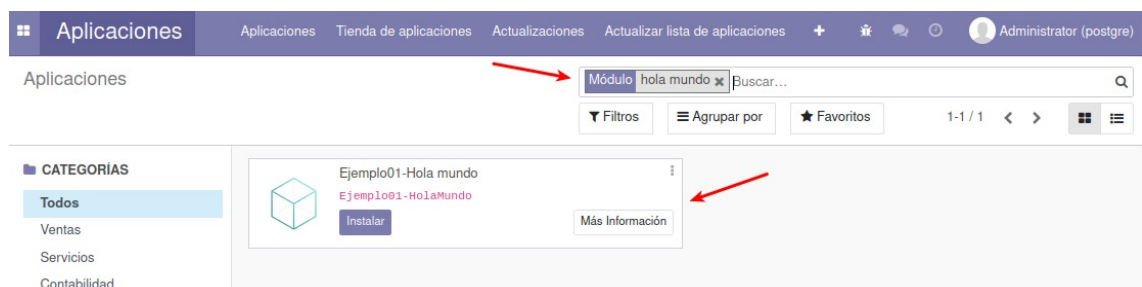 Aplicaciones Aplicaciones Tienda de aplicaciones Actualizaciones Actualizar lista de aplicaciones Administrator (postgre)
Aplicaciones Módulo hola mundo Buscar...
Filtros Agrupar por Favoritos 1-1 / 1
CATEGORÍAS
Todos
Ventas
Servicios
Contabilidad
Ejemplo01-Hola mundo
Ejemplo01-HolaMundo
Instalar Más Información